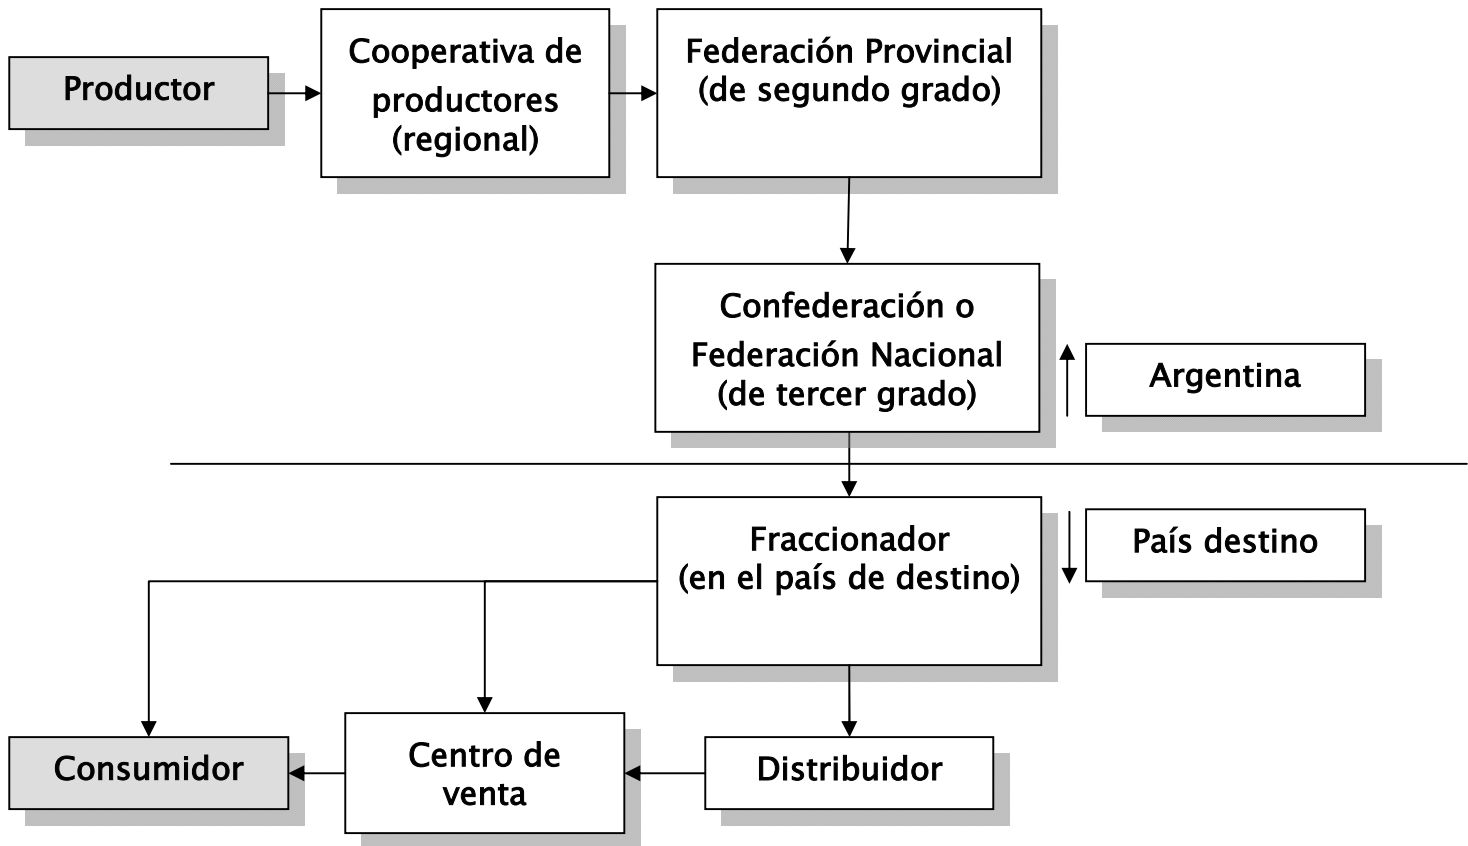 Productor
Cooperativa de
productores
(regional)
Federación Provincial
(de segundo grado)
Confederación o
Federación Nacional
(de tercer grado)
Argentina
Fraccionador
(en el país de destino)
País destino
Consumidor
Centro de
venta
Distribuidor